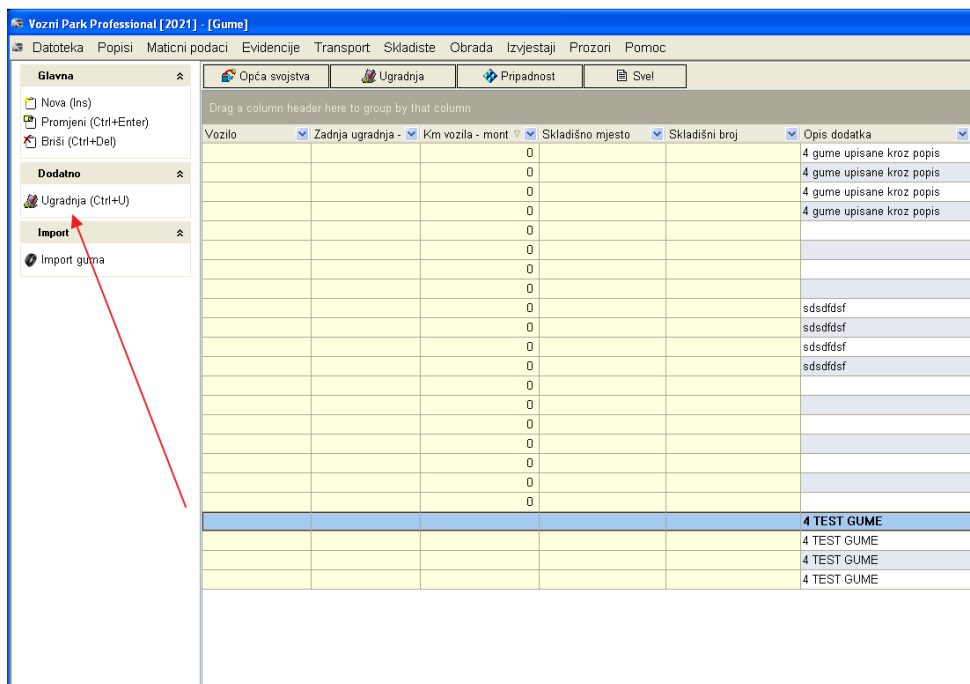 Vozni Park Professional [2021] - [Gume]
Datoteka Popisi Maticni podaci Evidencije Transport Skladiste Obrada Izvjestaji Prozori Pomoc
Glavna
Nova (Ins)
Promjeni (Ctrl+Enter)
Briši (Ctrl+Del)
Dodatno
Ugradnja (Ctrl+U)
Import
Import guma
Opća svojstva Ugradnja Pripadnost Sve!
Drag a column header here to group by that column
Vozilo Zadnja ugradnja - Km vozila - mont Skladišno mjesto Skladišni broj Opis dodatka
0 4 gume upisane kroz popis
0 4 gume upisane kroz popis
0 4 gume upisane kroz popis
0 4 gume upisane kroz popis
0
0
0
0
0 sdsdfdsf
0 sdsdfdsf
0 sdsdfdsf
0 sdsdfdsf
0
0
0
0
0
0
0
4 TEST GUME
4 TEST GUME
4 TEST GUME
4 TEST GUME